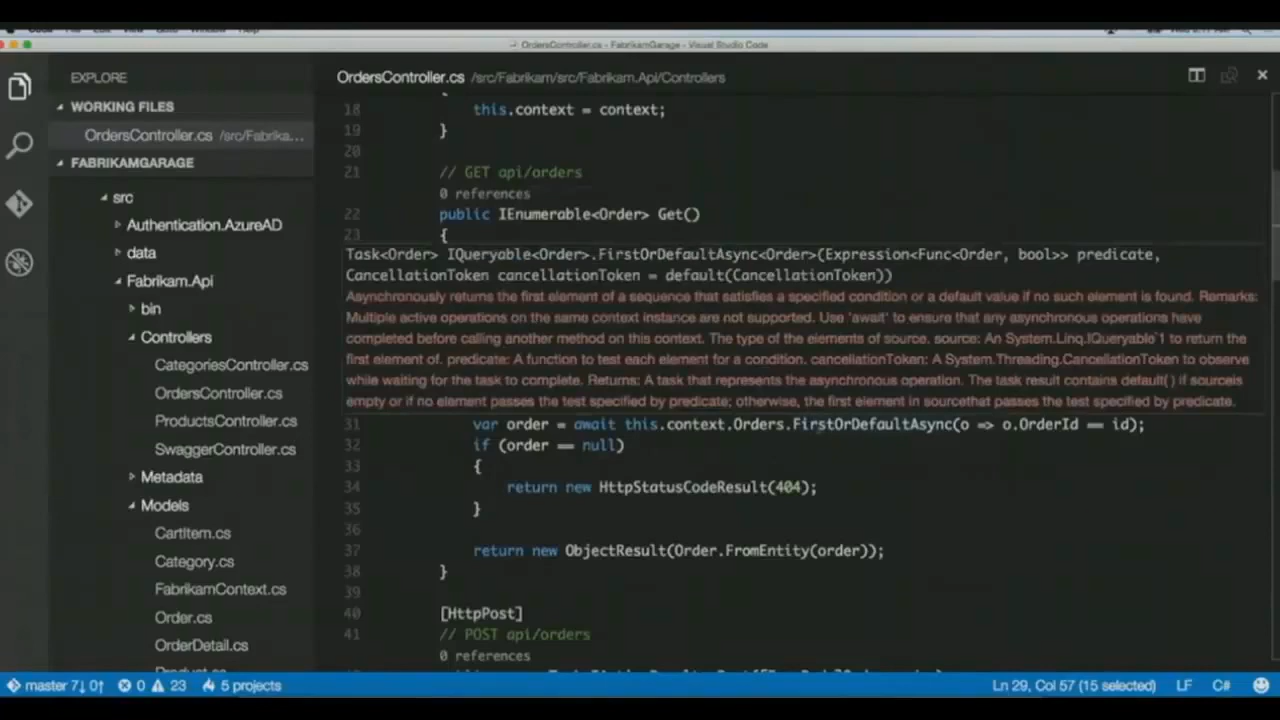 OrdersController.cs - FabrikamGarage - Visual Studio Code
EXPLORE
WORKING FILES
OrdersController.cs /src/Fabrika...
FABRIKAMGARAGE
src
Authentication.AzureAD
data
Fabrikam.Api
bin
Controllers
CategoriesController.cs
OrdersController.cs
ProductsController.cs
SwaggerController.cs
Metadata
Models
CartItem.cs
Category.cs
FabrikamContext.cs
Order.cs
OrderDetail.cs
Product.cs
OrdersController.cs /src/Fabrikam/src/Fabrikam.Api/Controllers
{
18 this.context = context;
19 }
20
21 // GET api/orders
0 references
22 public IEnumerable<Order> Get()
23 {
Task<Order> IQueryable<Order>.FirstOrDefaultAsync<Order>(Expression<Func<Order, bool>> predicate,
CancellationToken cancellationToken = default(CancellationToken))
Asynchronously returns the first element of a sequence that satisfies a specified condition or a default value if no such element is found. Remarks:
Multiple active operations on the same context instance are not supported. Use 'await' to ensure that any asynchronous operations have
completed before calling another method on this context. The type of the elements of source. source: An System.Linq.IQueryable`1 to return the
first element of. predicate: A function to test each element for a condition. cancellationToken: A System.Threading.CancellationToken to observe
while waiting for the task to complete. Returns: A task that represents the asynchronous operation. The task result contains default( ) if sourceis
empty or if no element passes the test specified by predicate; otherwise, the first element in sourcethat passes the test specified by predicate.
31 var order = await this.context.Orders.FirstOrDefaultAsync(o => o.OrderId == id);
32 if (order == null)
33 {
34 return new HttpStatusCodeResult(404);
35 }
36
37 return new ObjectResult(Order.FromEntity(order));
38 }
39
40 [HttpPost]
41 // POST api/orders
0 references
master 7↓ 0↑ 0 23 5 projects Ln 29, Col 57 (15 selected) LF C#